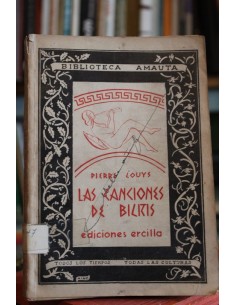 BIBLIOTECA AMAUTA
PIERRE LOUYS
LAS CANCIONES
DE BILITIS
ediciones ercilla
TODOS LOS TIEMPOS TODAS LAS CULTURAS